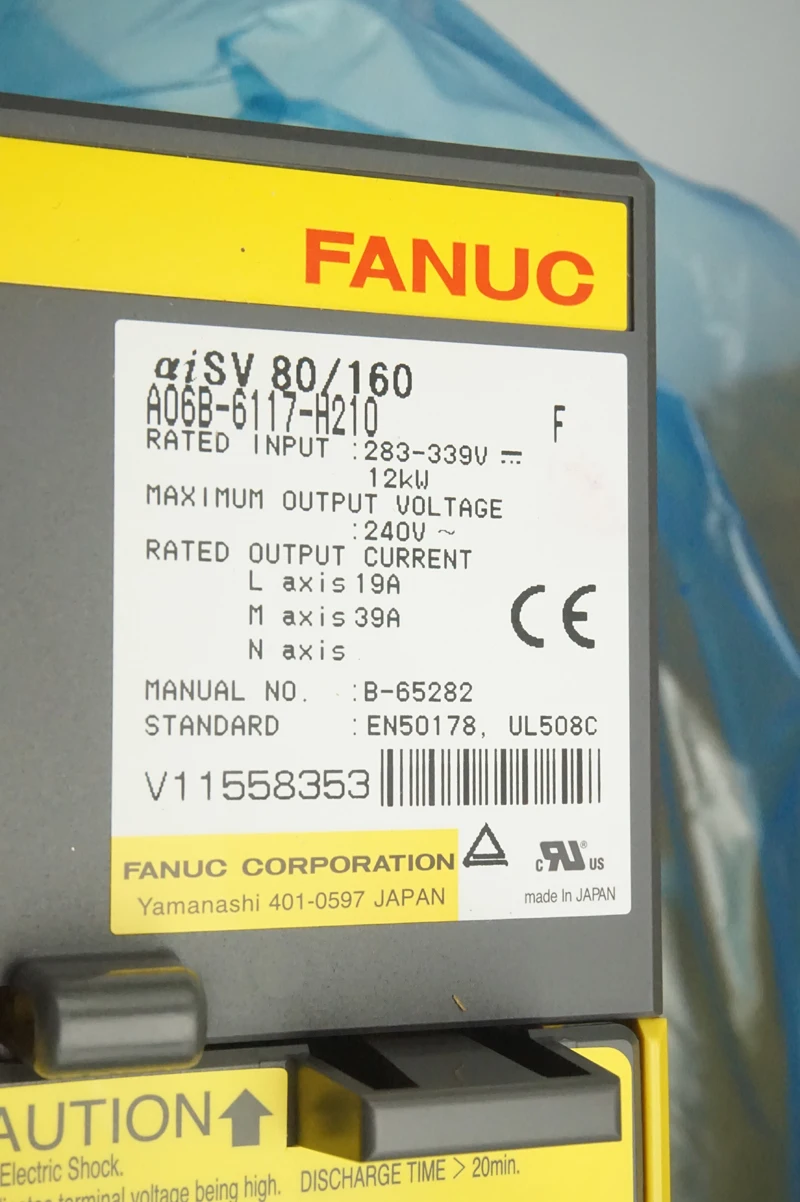 FANUC
αiSV 80/160
A06B-6117-H210
F
RATED INPUT :283-339V ⎓
12kW
MAXIMUM OUTPUT VOLTAGE
:240V ~
RATED OUTPUT CURRENT
L axis 19A
M axis 39A
N axis
MANUAL NO. :B-65282
STANDARD :EN50178, UL508C
CE
V11558353
FANUC CORPORATION
Yamanashi 401-0597 JAPAN
c RU ® US
made in JAPAN
AUTION
Electric Shock.
terminal voltage being high. DISCHARGE TIME > 20min.